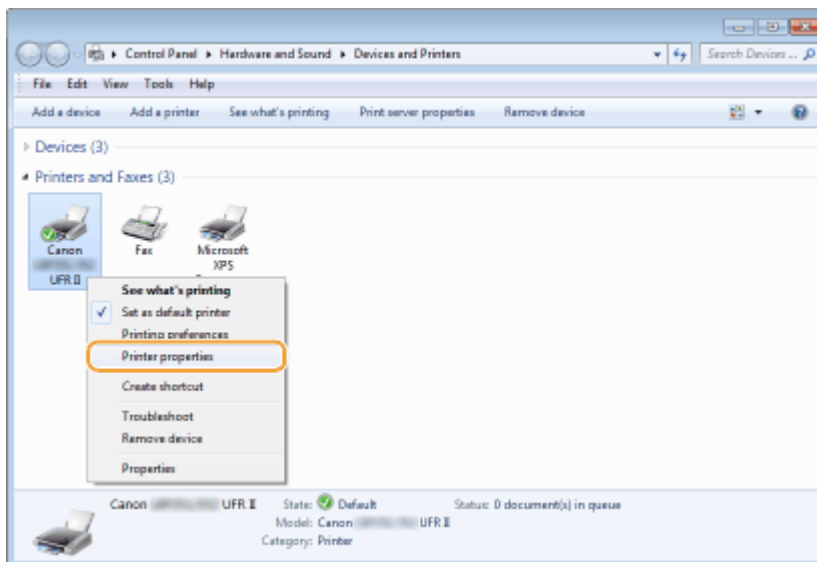 Control Panel ▸ Hardware and Sound ▸ Devices and Printers
Search Devices ...
File Edit View Tools Help
Add a device Add a printer See what's printing Print server properties Remove device
Devices (3)
Printers and Faxes (3)
Canon
UFR II
Fax
Microsoft
XPS
See what's printing
Set as default printer
Printing preferences
Printer properties
Create shortcut
Troubleshoot
Remove device
Properties
Canon UFR II State: Default Status: 0 document(s) in queue
Model: Canon UFR II
Category: Printer